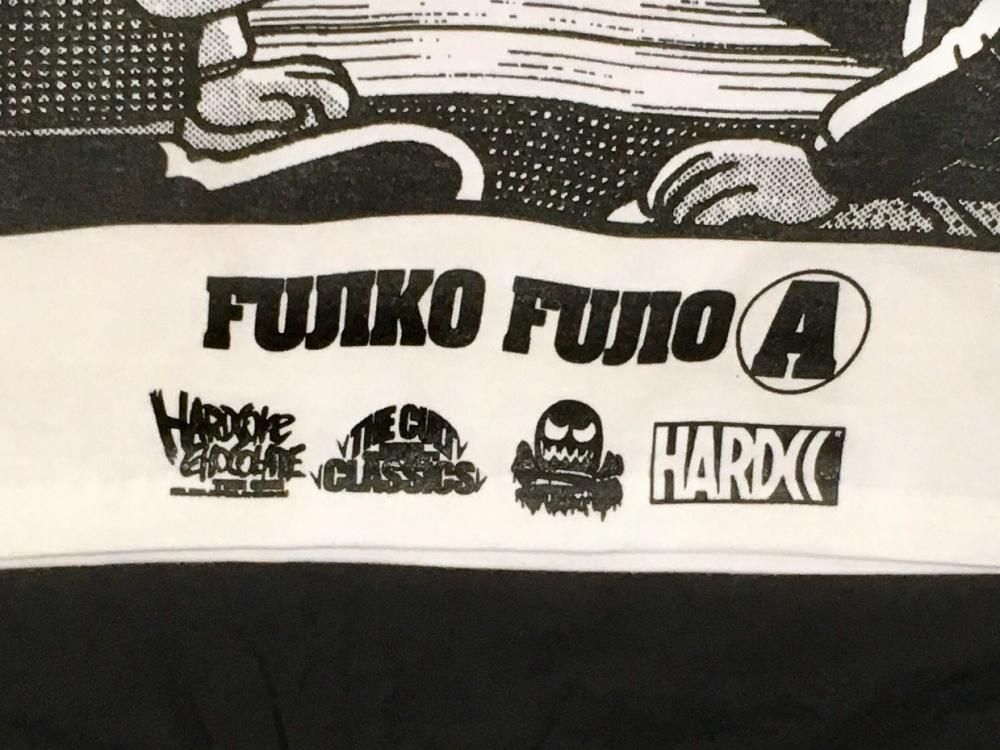 FUJIKO FUJIO A
HARDCORE CHOCOLATE
THE CULT CLASSICS
HARDCC